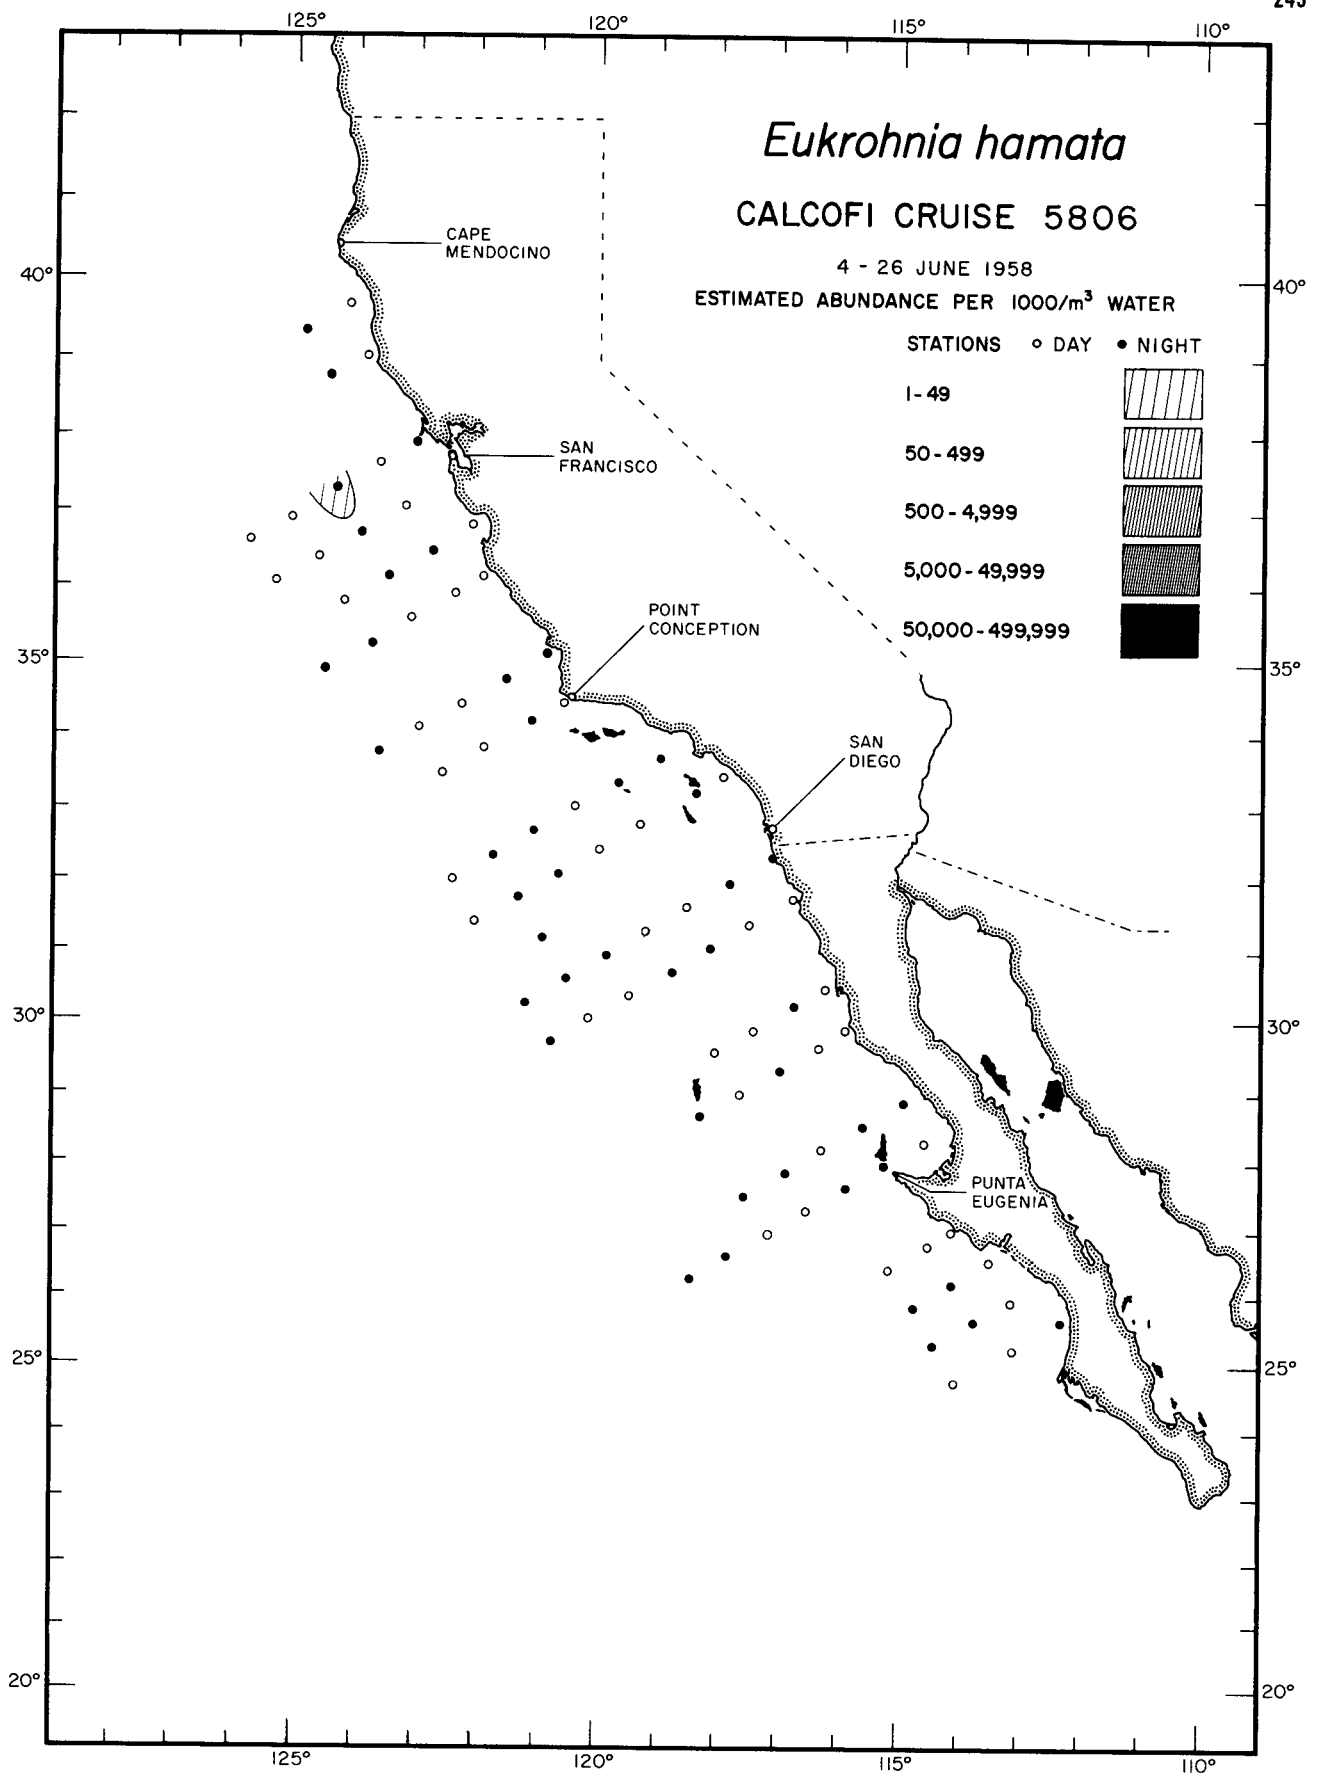 125° 120° 115° 110°
Eukrohnia hamata
CALCOFI CRUISE 5806
4 - 26 JUNE 1958
ESTIMATED ABUNDANCE PER 1000/m³ WATER
STATIONS ○ DAY ● NIGHT
1-49
50-499
500-4,999
5,000-49,999
50,000-499,999
CAPE
MENDOCINO
40° 40°
SAN
FRANCISCO
POINT
CONCEPTION
35° 35°
SAN
DIEGO
30° 30°
PUNTA
EUGENIA
25° 25°
20° 20°
125° 120° 115° 110°